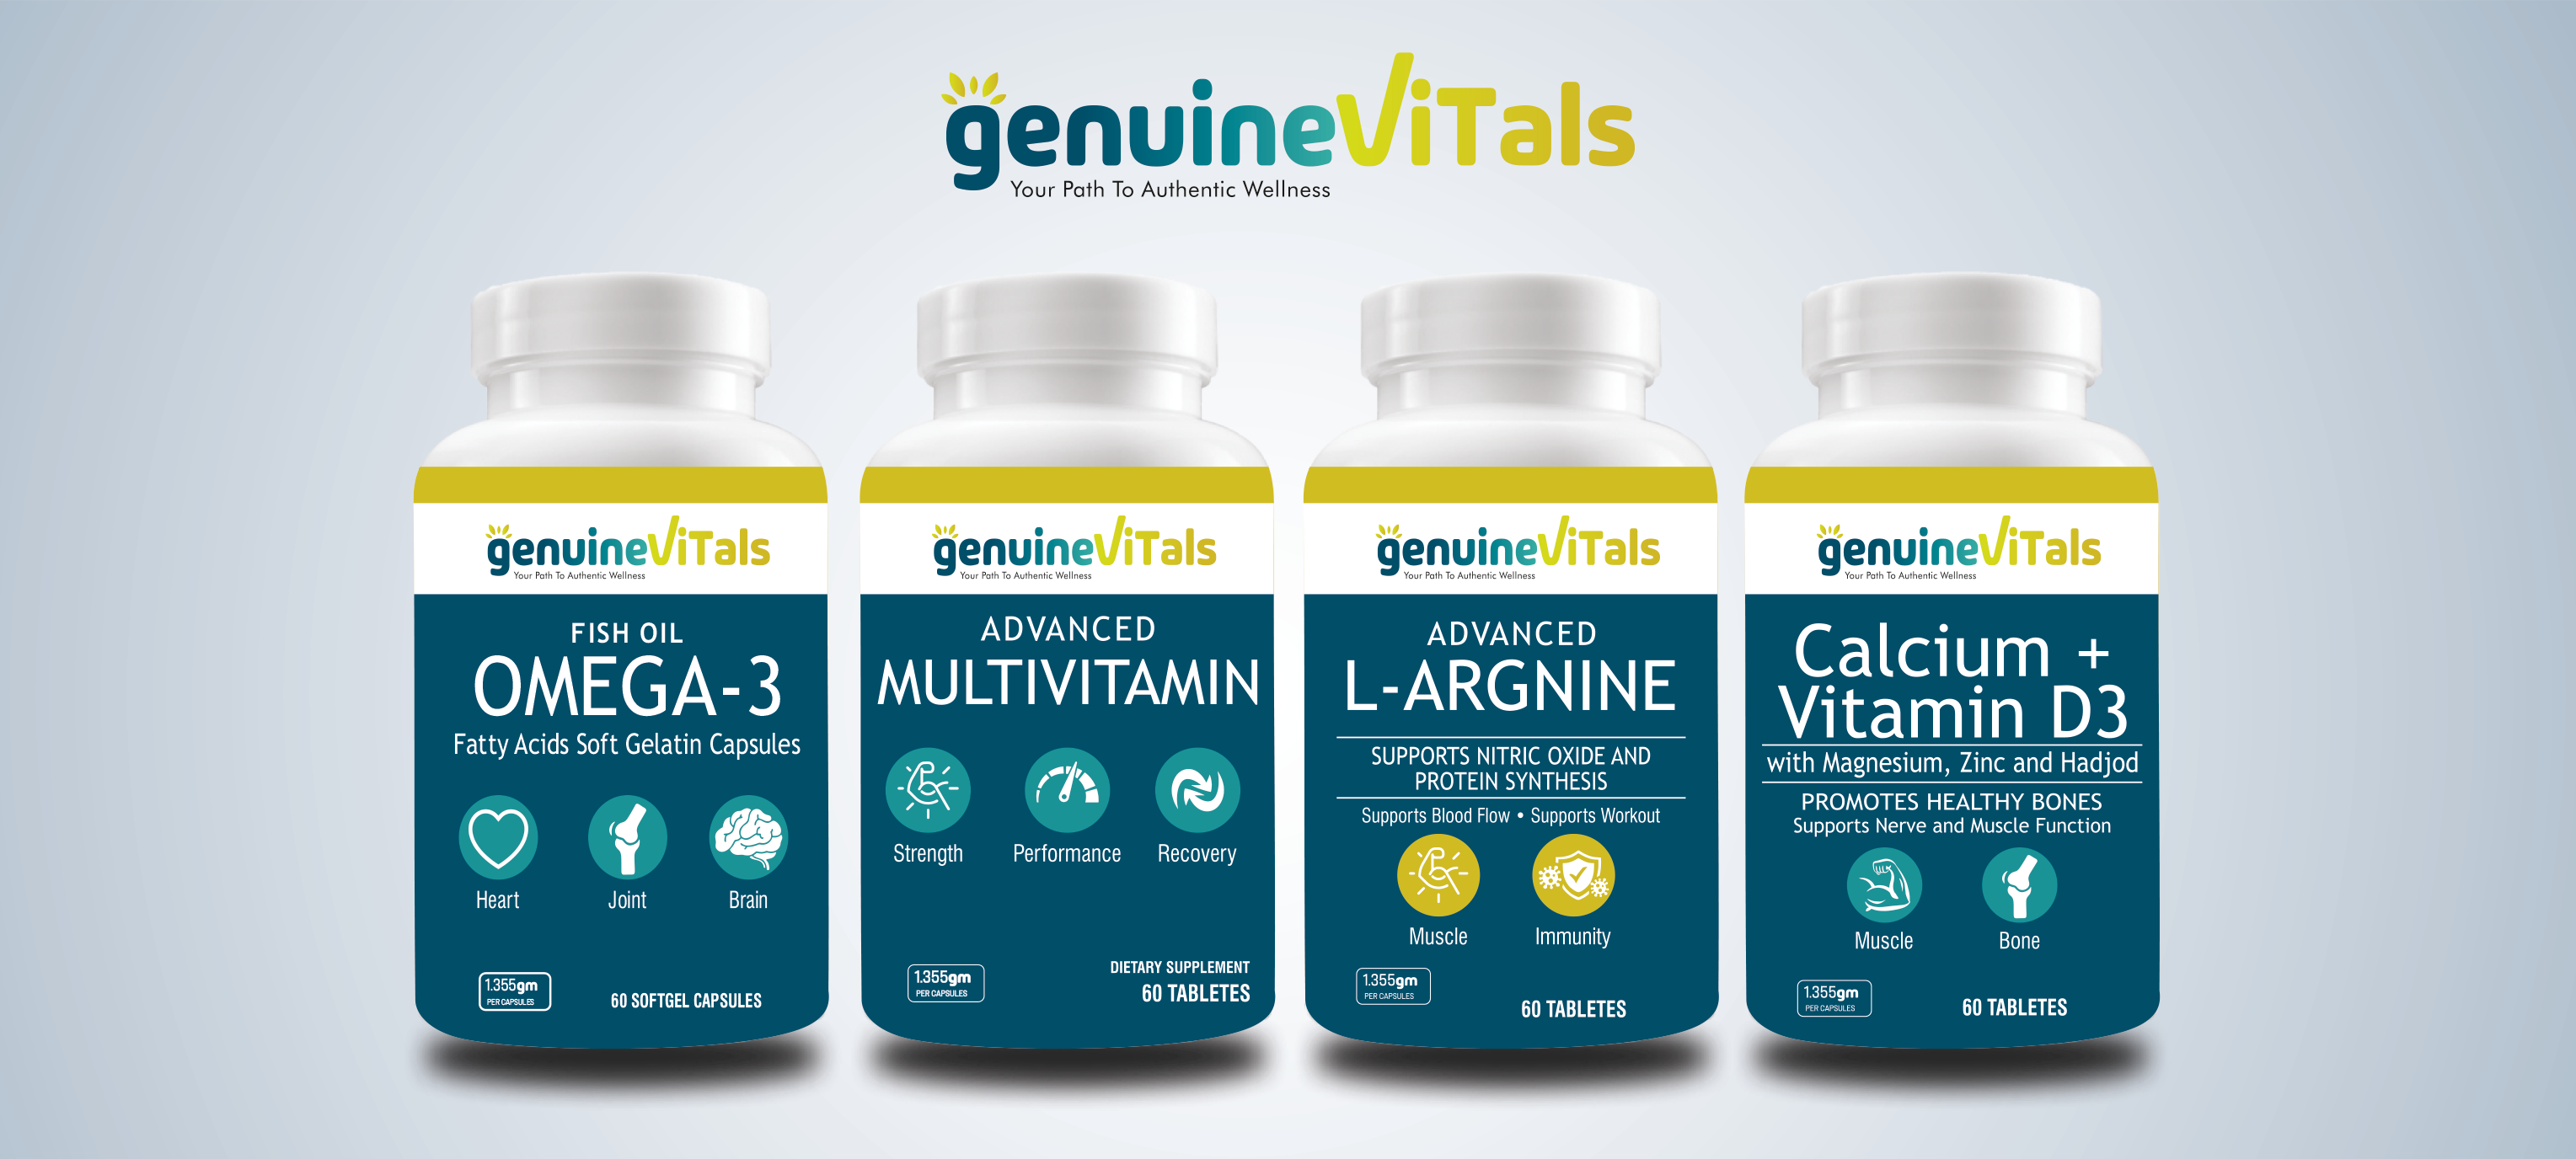 genuineViTals
Your Path To Authentic Wellness
genuineViTals
Your Path To Authentic Wellness
FISH OIL
OMEGA-3
Fatty Acids Soft Gelatin Capsules
Heart
Joint
Brain
1.355gm
PER CAPSULES
60 SOFTGEL CAPSULES
genuineViTals
Your Path To Authentic Wellness
ADVANCED
MULTIVITAMIN
Strength
Performance
Recovery
1.355gm
PER CAPSULES
DIETARY SUPPLEMENT
60 TABLETES
genuineViTals
Your Path To Authentic Wellness
ADVANCED
L-ARGNINE
SUPPORTS NITRIC OXIDE AND
PROTEIN SYNTHESIS
Supports Blood Flow • Supports Workout
Muscle
Immunity
1.355gm
PER CAPSULES
60 TABLETES
genuineViTals
Your Path To Authentic Wellness
Calcium +
Vitamin D3
with Magnesium, Zinc and Hadjod
PROMOTES HEALTHY BONES
Supports Nerve and Muscle Function
Muscle
Bone
1.355gm
PER CAPSULES
60 TABLETES